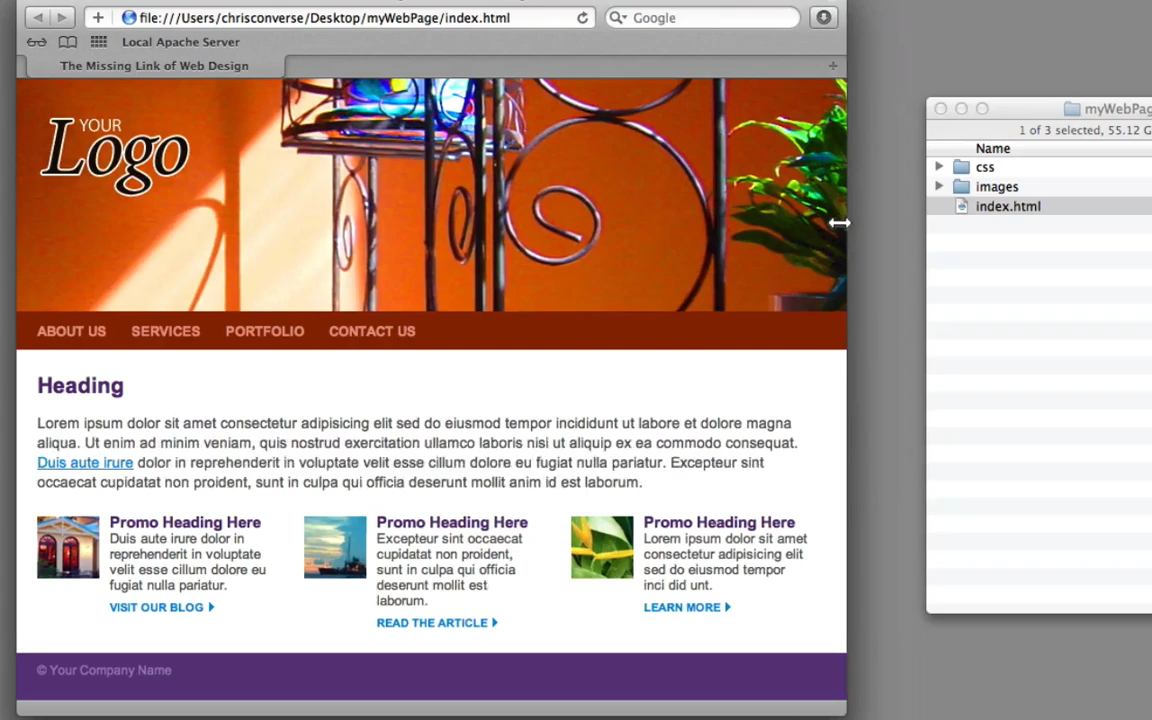 file:///Users/chrisconverse/Desktop/myWebPage/index.html
Google
Local Apache Server
The Missing Link of Web Design
YOUR
Logo
ABOUT US SERVICES PORTFOLIO CONTACT US
Heading
Lorem ipsum dolor sit amet consectetur adipisicing elit sed do eiusmod tempor incididunt ut labore et dolore magna
aliqua. Ut enim ad minim veniam, quis nostrud exercitation ullamco laboris nisi ut aliquip ex ea commodo consequat.
Duis aute irure dolor in reprehenderit in voluptate velit esse cillum dolore eu fugiat nulla pariatur. Excepteur sint
occaecat cupidatat non proident, sunt in culpa qui officia deserunt mollit anim id est laborum.
Promo Heading Here
Duis aute irure dolor in
reprehenderit in voluptate
velit esse cillum dolore eu
fugiat nulla pariatur.
VISIT OUR BLOG
Promo Heading Here
Excepteur sint occaecat
cupidatat non proident,
sunt in culpa qui officia
deserunt mollit est
laborum.
READ THE ARTICLE
Promo Heading Here
Lorem ipsum dolor sit amet
consectetur adipisicing elit
sed do eiusmod tempor
inci did unt.
LEARN MORE
© Your Company Name
myWebPag
1 of 3 selected, 55.12 G
Name
css
images
index.html